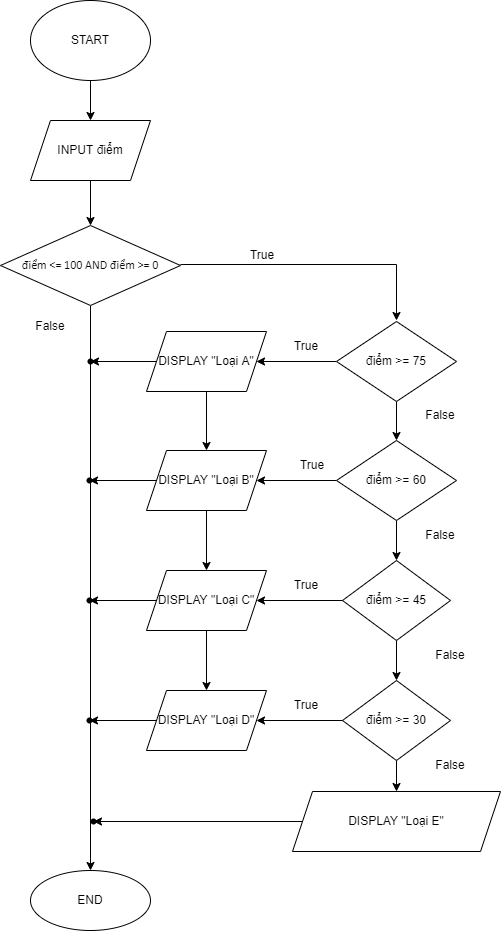 START
INPUT điểm
điểm <= 100 AND điểm >= 0
True
False
DISPLAY "Loại A"
True
điểm >= 75
False
DISPLAY "Loại B"
True
điểm >= 60
False
DISPLAY "Loại C"
True
điểm >= 45
False
DISPLAY "Loại D"
True
điểm >= 30
False
DISPLAY "Loại E"
END